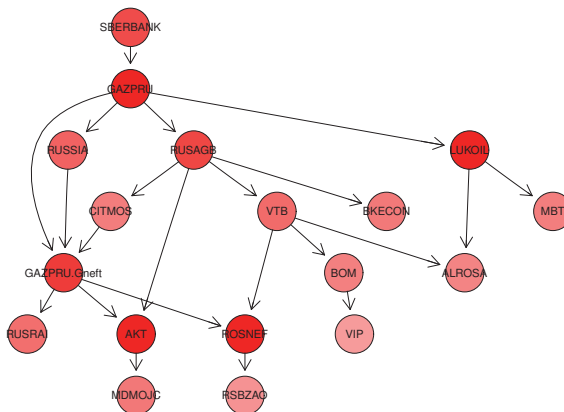 SBERBANK
GAZPRU
RUSSIA
RUSAGB
LUKOIL
CITMOS
VTB
BKECON
MBT
GAZPRU.Gneft
BOM
ALROSA
RUSRAI
AKT
ROSNEF
VIP
MDMOJC
RSBZAO